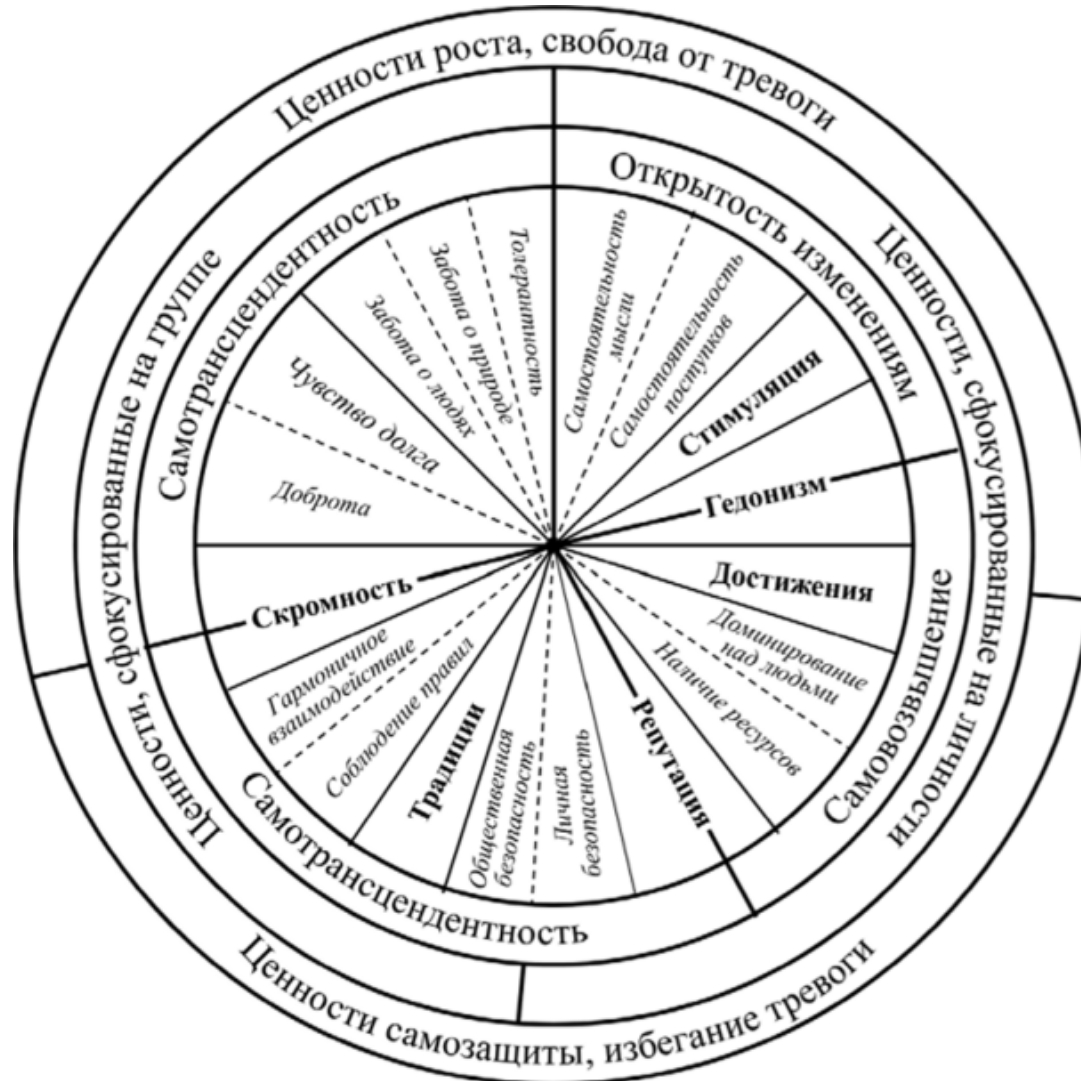 Ценности роста, свобода от тревоги
Ценности, сфокусированные на личности
Ценности, сфокусированные на группе
Ценности самозащиты, избегание тревоги
Открытость изменениям
Самовозвышение
Самотрансцендентность
Самотрансцендентность
Самостоятельность
мысли
Самостоятельность
поступков
Стимуляция
Гедонизм
Достижения
Доминирование
над людьми
Наличие ресурсов
Репутация
Личная
безопасность
Общественная
безопасность
Традиции
Соблюдение правил
Гармоничное
взаимодействие
Скромность
Доброта
Чувство долга
Забота о людях
Забота о природе
Толерантность